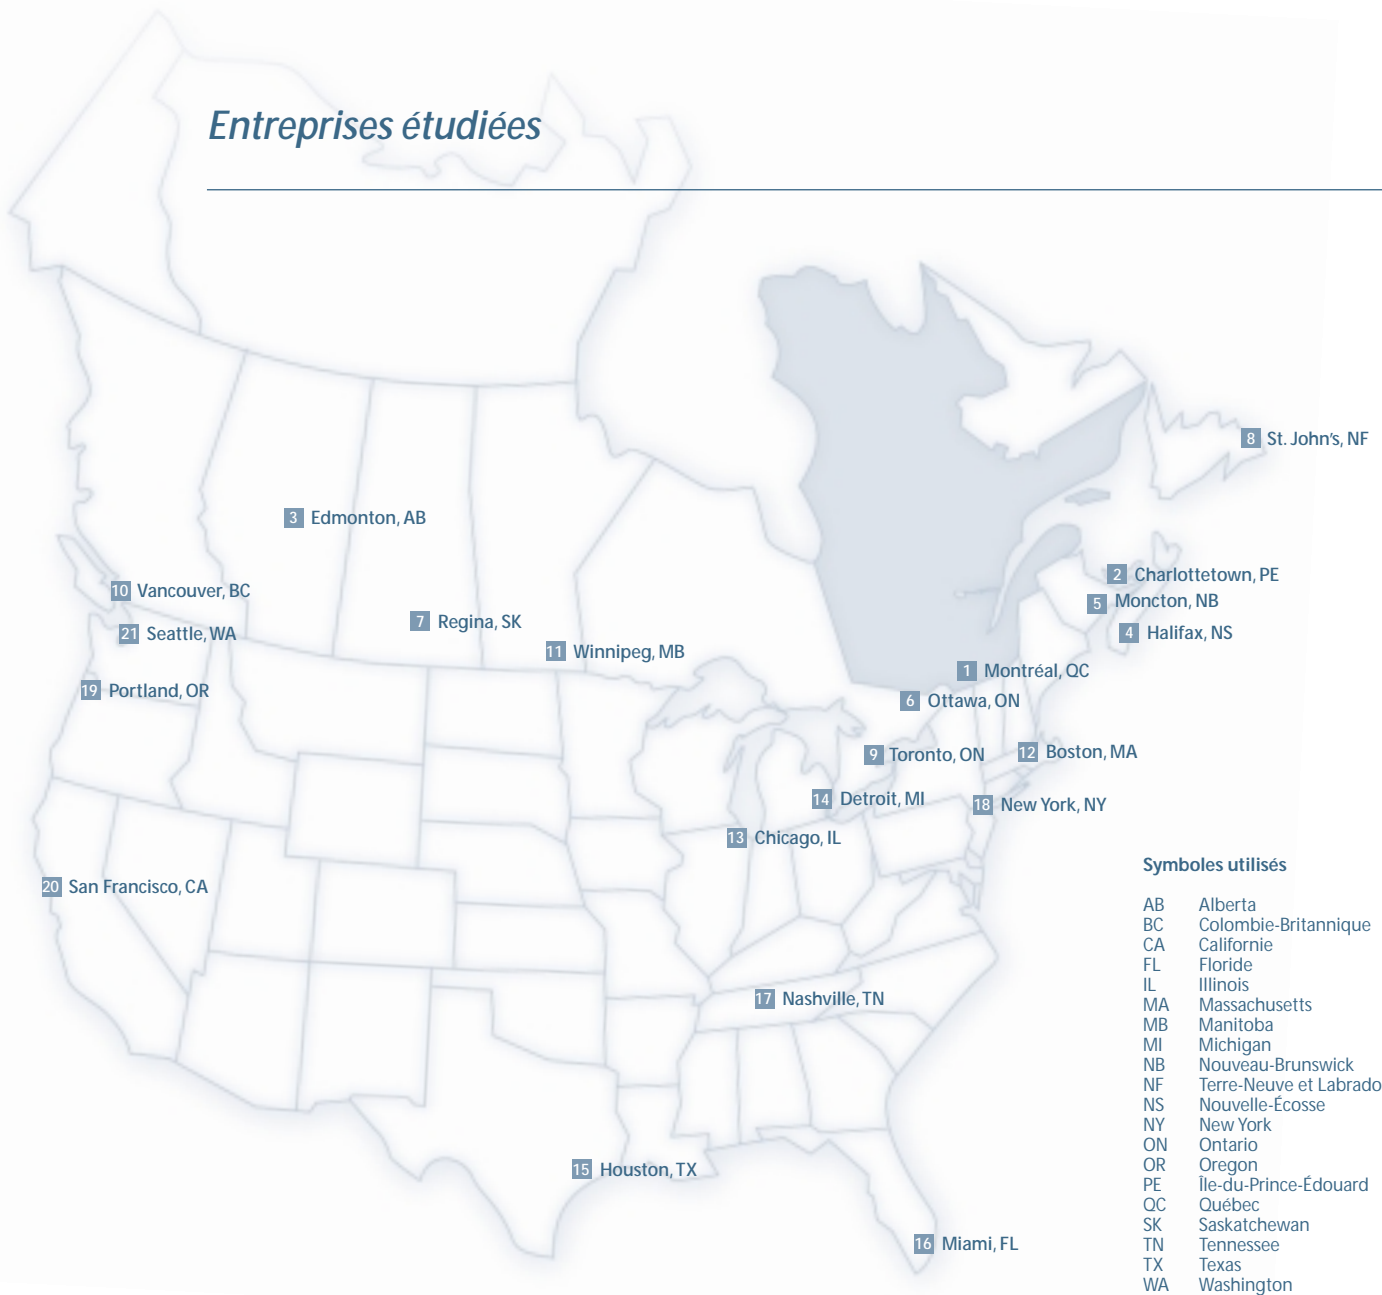 Entreprises étudiées
8 St. John's, NF
3 Edmonton, AB
2 Charlottetown, PE
10 Vancouver, BC
5 Moncton, NB
7 Regina, SK
21 Seattle, WA
4 Halifax, NS
11 Winnipeg, MB
1 Montréal, QC
19 Portland, OR
6 Ottawa, ON
9 Toronto, ON
12 Boston, MA
14 Detroit, MI
18 New York, NY
13 Chicago, IL
20 San Francisco, CA
17 Nashville, TN
15 Houston, TX
16 Miami, FL
Symboles utilisés
AB Alberta
BC Colombie-Britannique
CA Californie
FL Floride
IL Illinois
MA Massachusetts
MB Manitoba
MI Michigan
NB Nouveau-Brunswick
NF Terre-Neuve et Labrado
NS Nouvelle-Écosse
NY New York
ON Ontario
OR Oregon
PE Île-du-Prince-Édouard
QC Québec
SK Saskatchewan
TN Tennessee
TX Texas
WA Washington